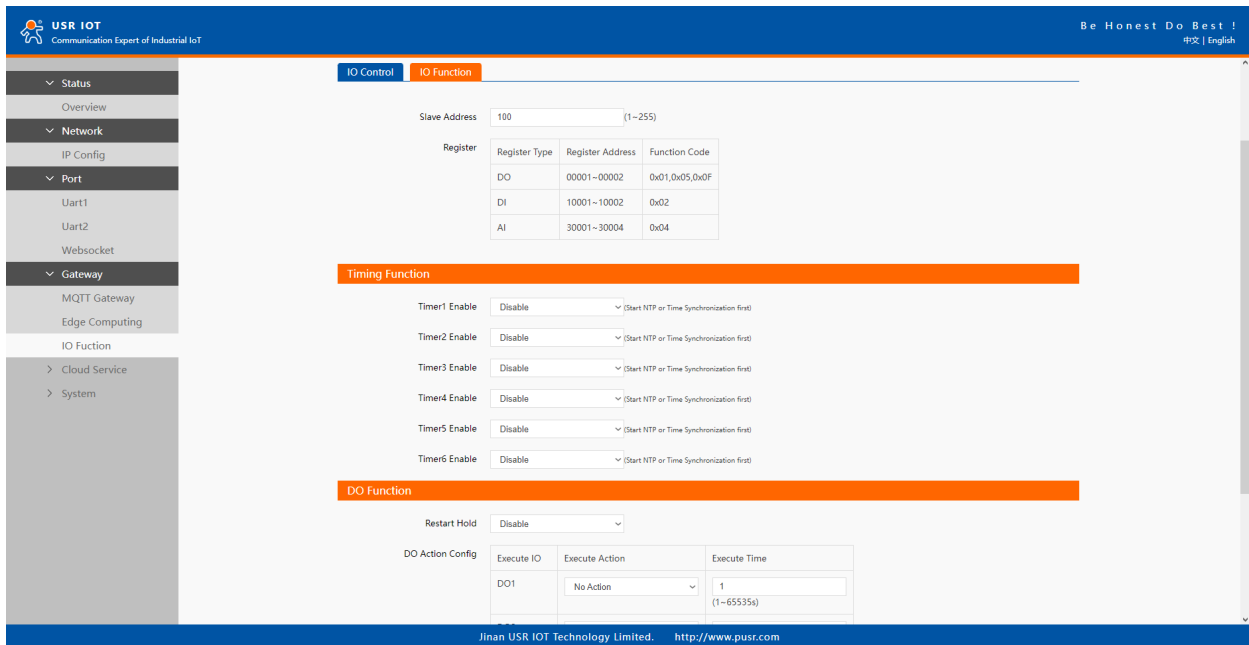 USR IOT
Communication Expert of Industrial IoT
Be Honest Do Best !
中文 | English
Status
Overview
Network
IP Config
Port
Uart1
Uart2
Websocket
Gateway
MQTT Gateway
Edge Computing
IO Fuction
Cloud Service
System
IO Control IO Function
Slave Address 100 (1~255)
Register
Register Type Register Address Function Code
DO 00001~00002 0x01,0x05,0x0F
DI 10001~10002 0x02
AI 30001~30004 0x04
Timing Function
Timer1 Enable Disable (Start NTP or Time Synchronization first)
Timer2 Enable Disable (Start NTP or Time Synchronization first)
Timer3 Enable Disable (Start NTP or Time Synchronization first)
Timer4 Enable Disable (Start NTP or Time Synchronization first)
Timer5 Enable Disable (Start NTP or Time Synchronization first)
Timer6 Enable Disable (Start NTP or Time Synchronization first)
DO Function
Restart Hold Disable
DO Action Config
Execute IO Execute Action Execute Time
DO1 No Action 1
(1~65535s)
Jinan USR IOT Technology Limited. http://www.pusr.com